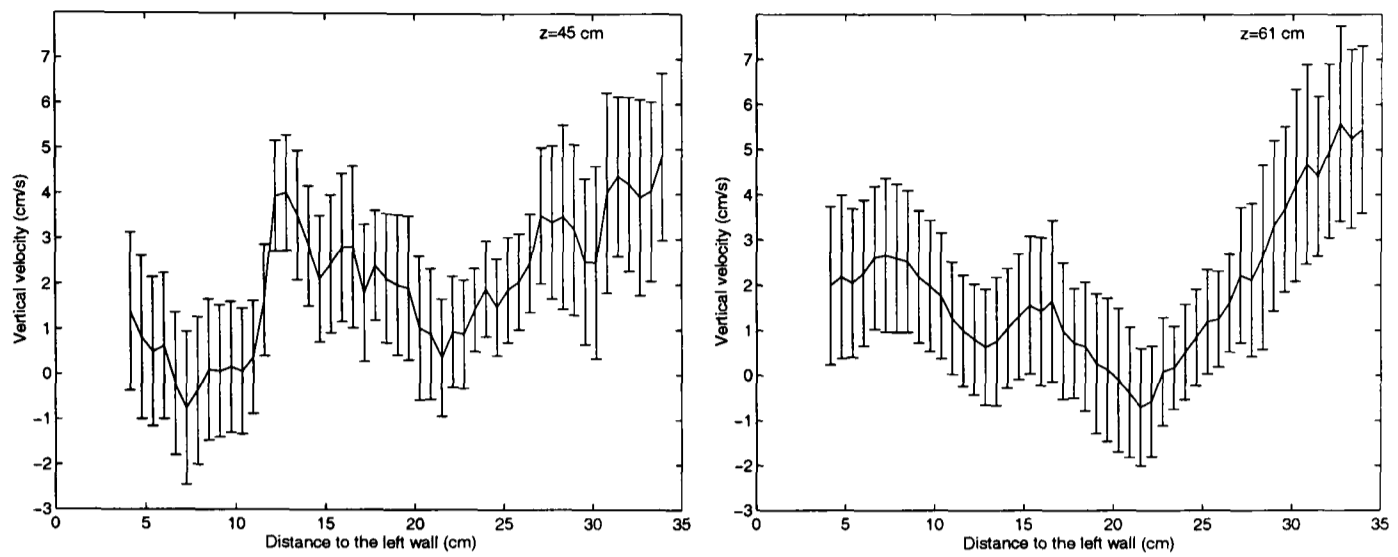 z=45 cm
7
6
5
4
3
2
1
0
−1
−2
−3
Vertical velocity (cm/s)
0 5 10 15 20 25 30 35
Distance to the left wall (cm)
z=61 cm
7
6
5
4
3
2
1
0
−1
−2
−3
Vertical velocity (cm/s)
0 5 10 15 20 25 30 35
Distance to the left wall (cm)